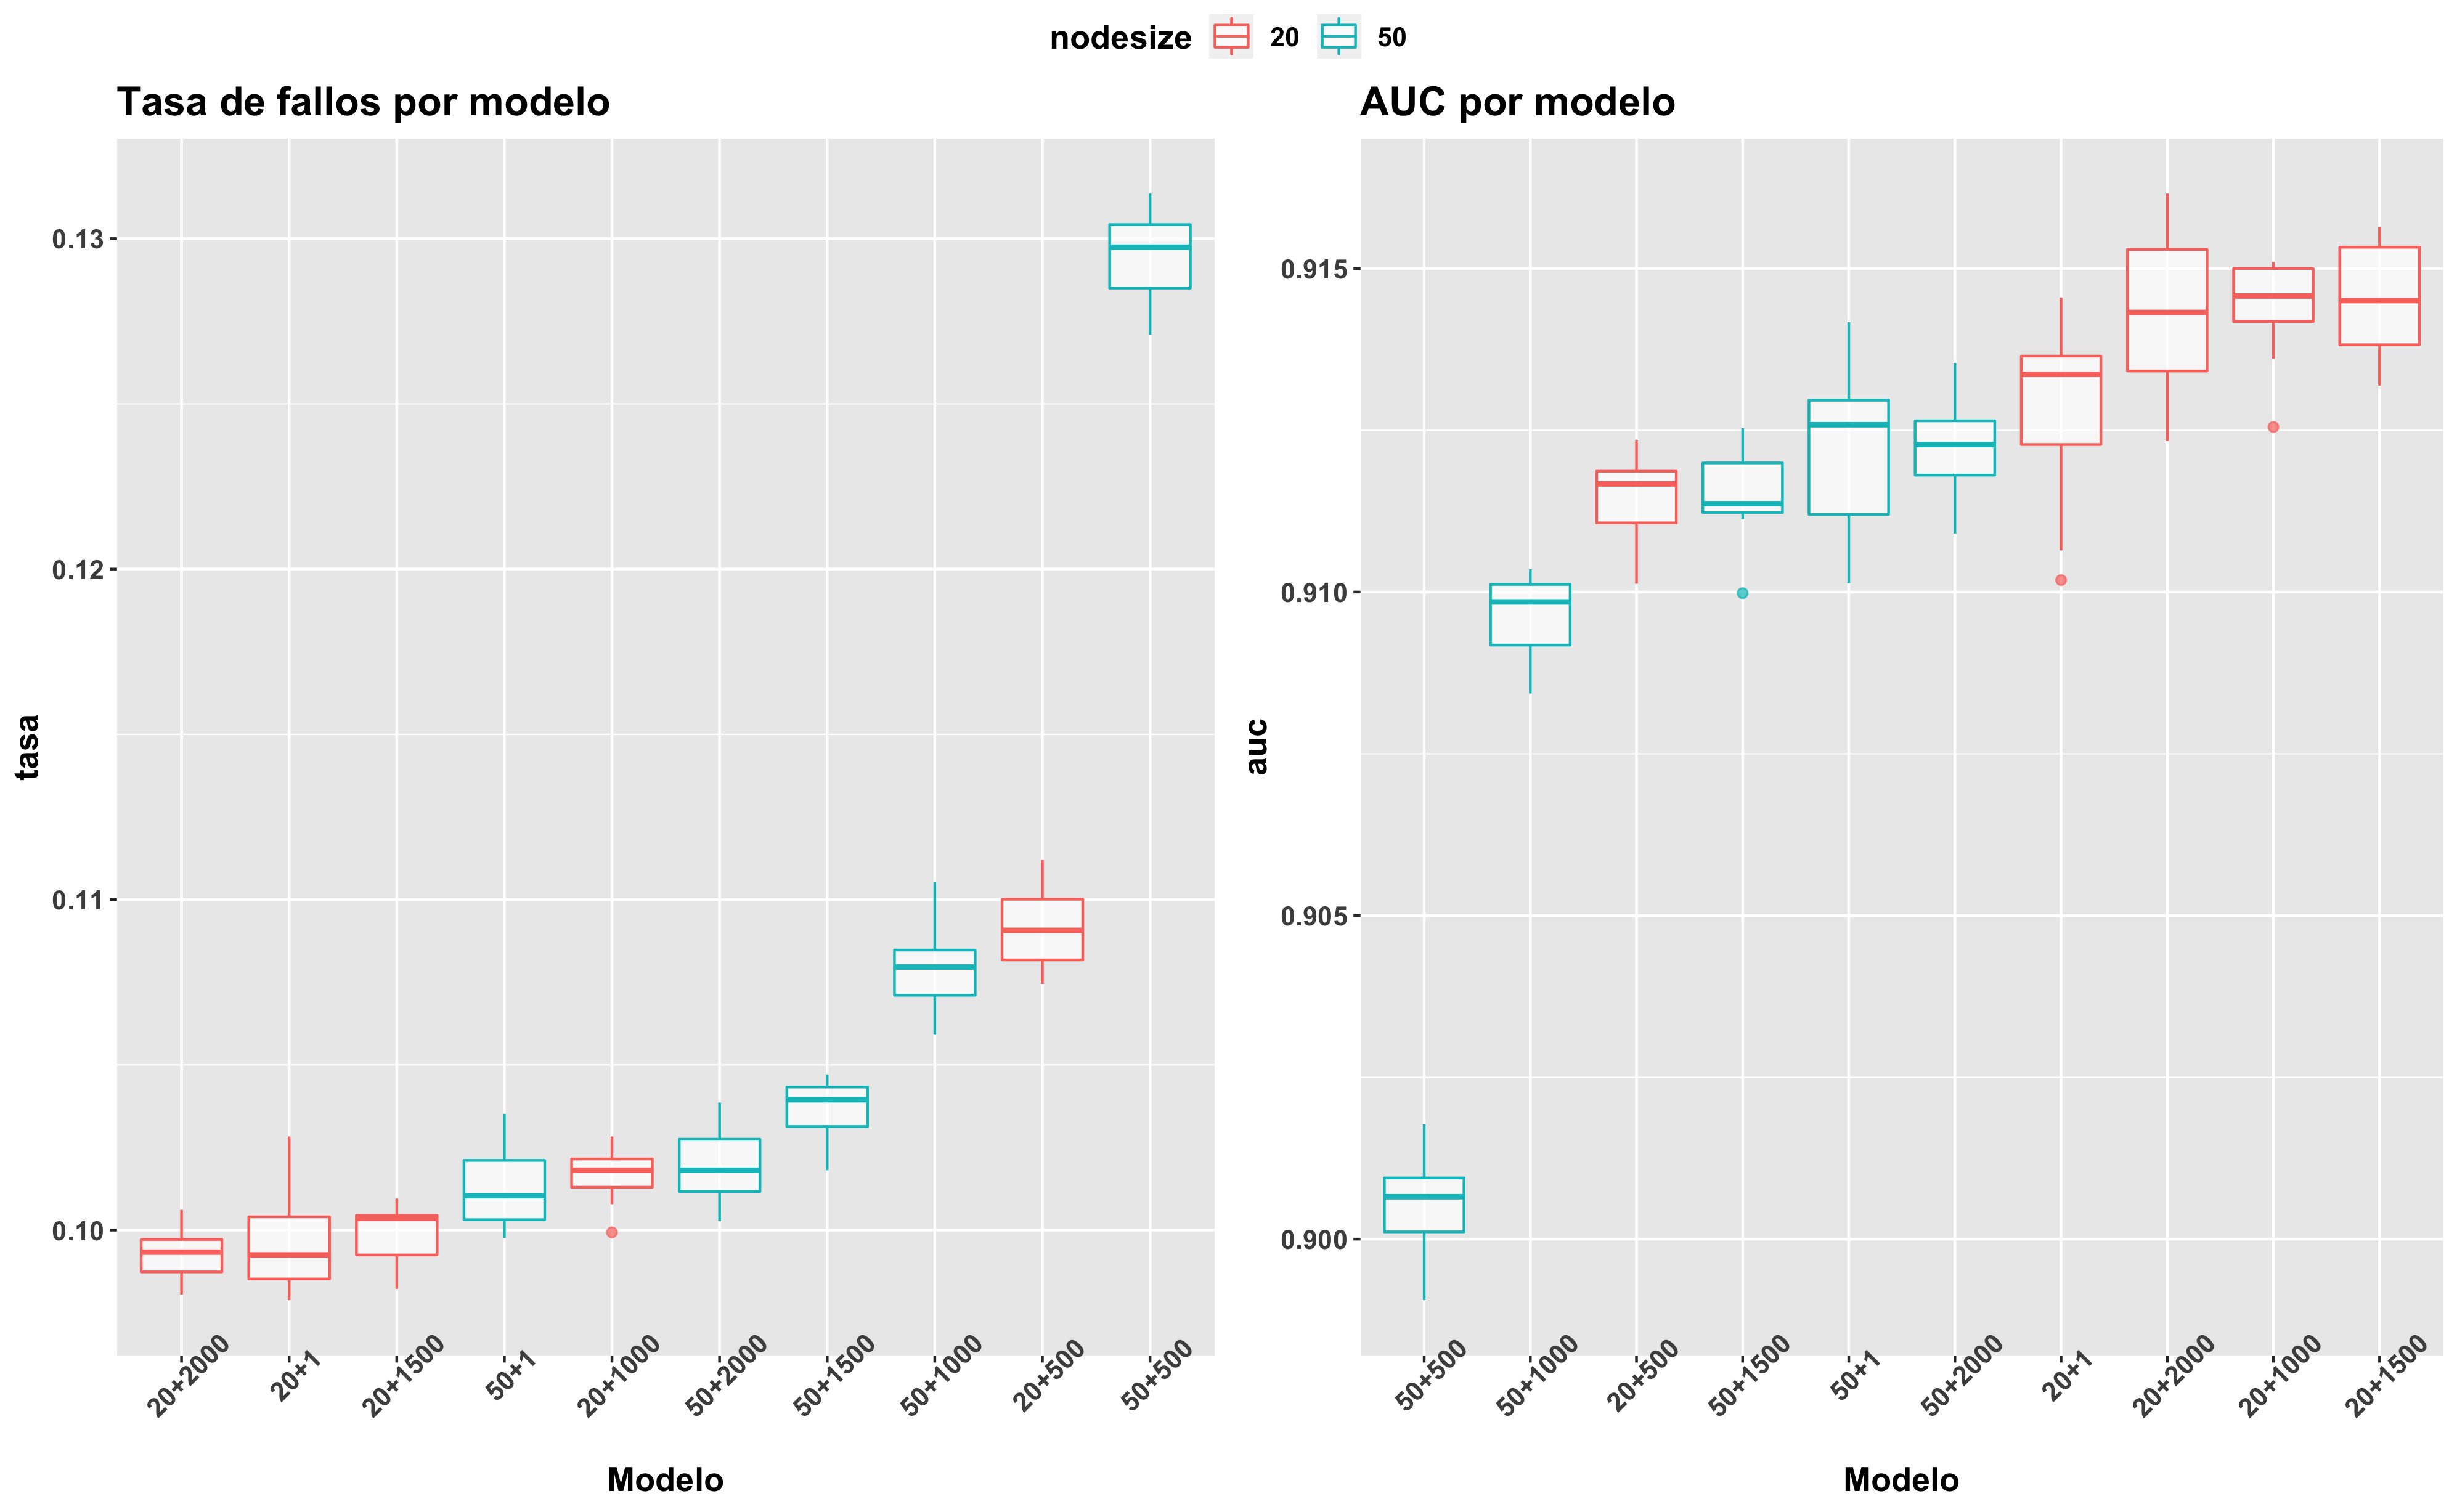 nodesize 20 50
Tasa de fallos por modelo
tasa
0.13
0.12
0.11
0.10
20+2000 20+1 20+1500 50+1 20+1000 50+2000 50+1500 50+1000 20+500 50+500
Modelo
AUC por modelo
auc
0.915
0.910
0.905
0.900
50+500 50+1000 20+500 50+1500 50+1 50+2000 20+1 20+2000 20+1000 20+1500
Modelo